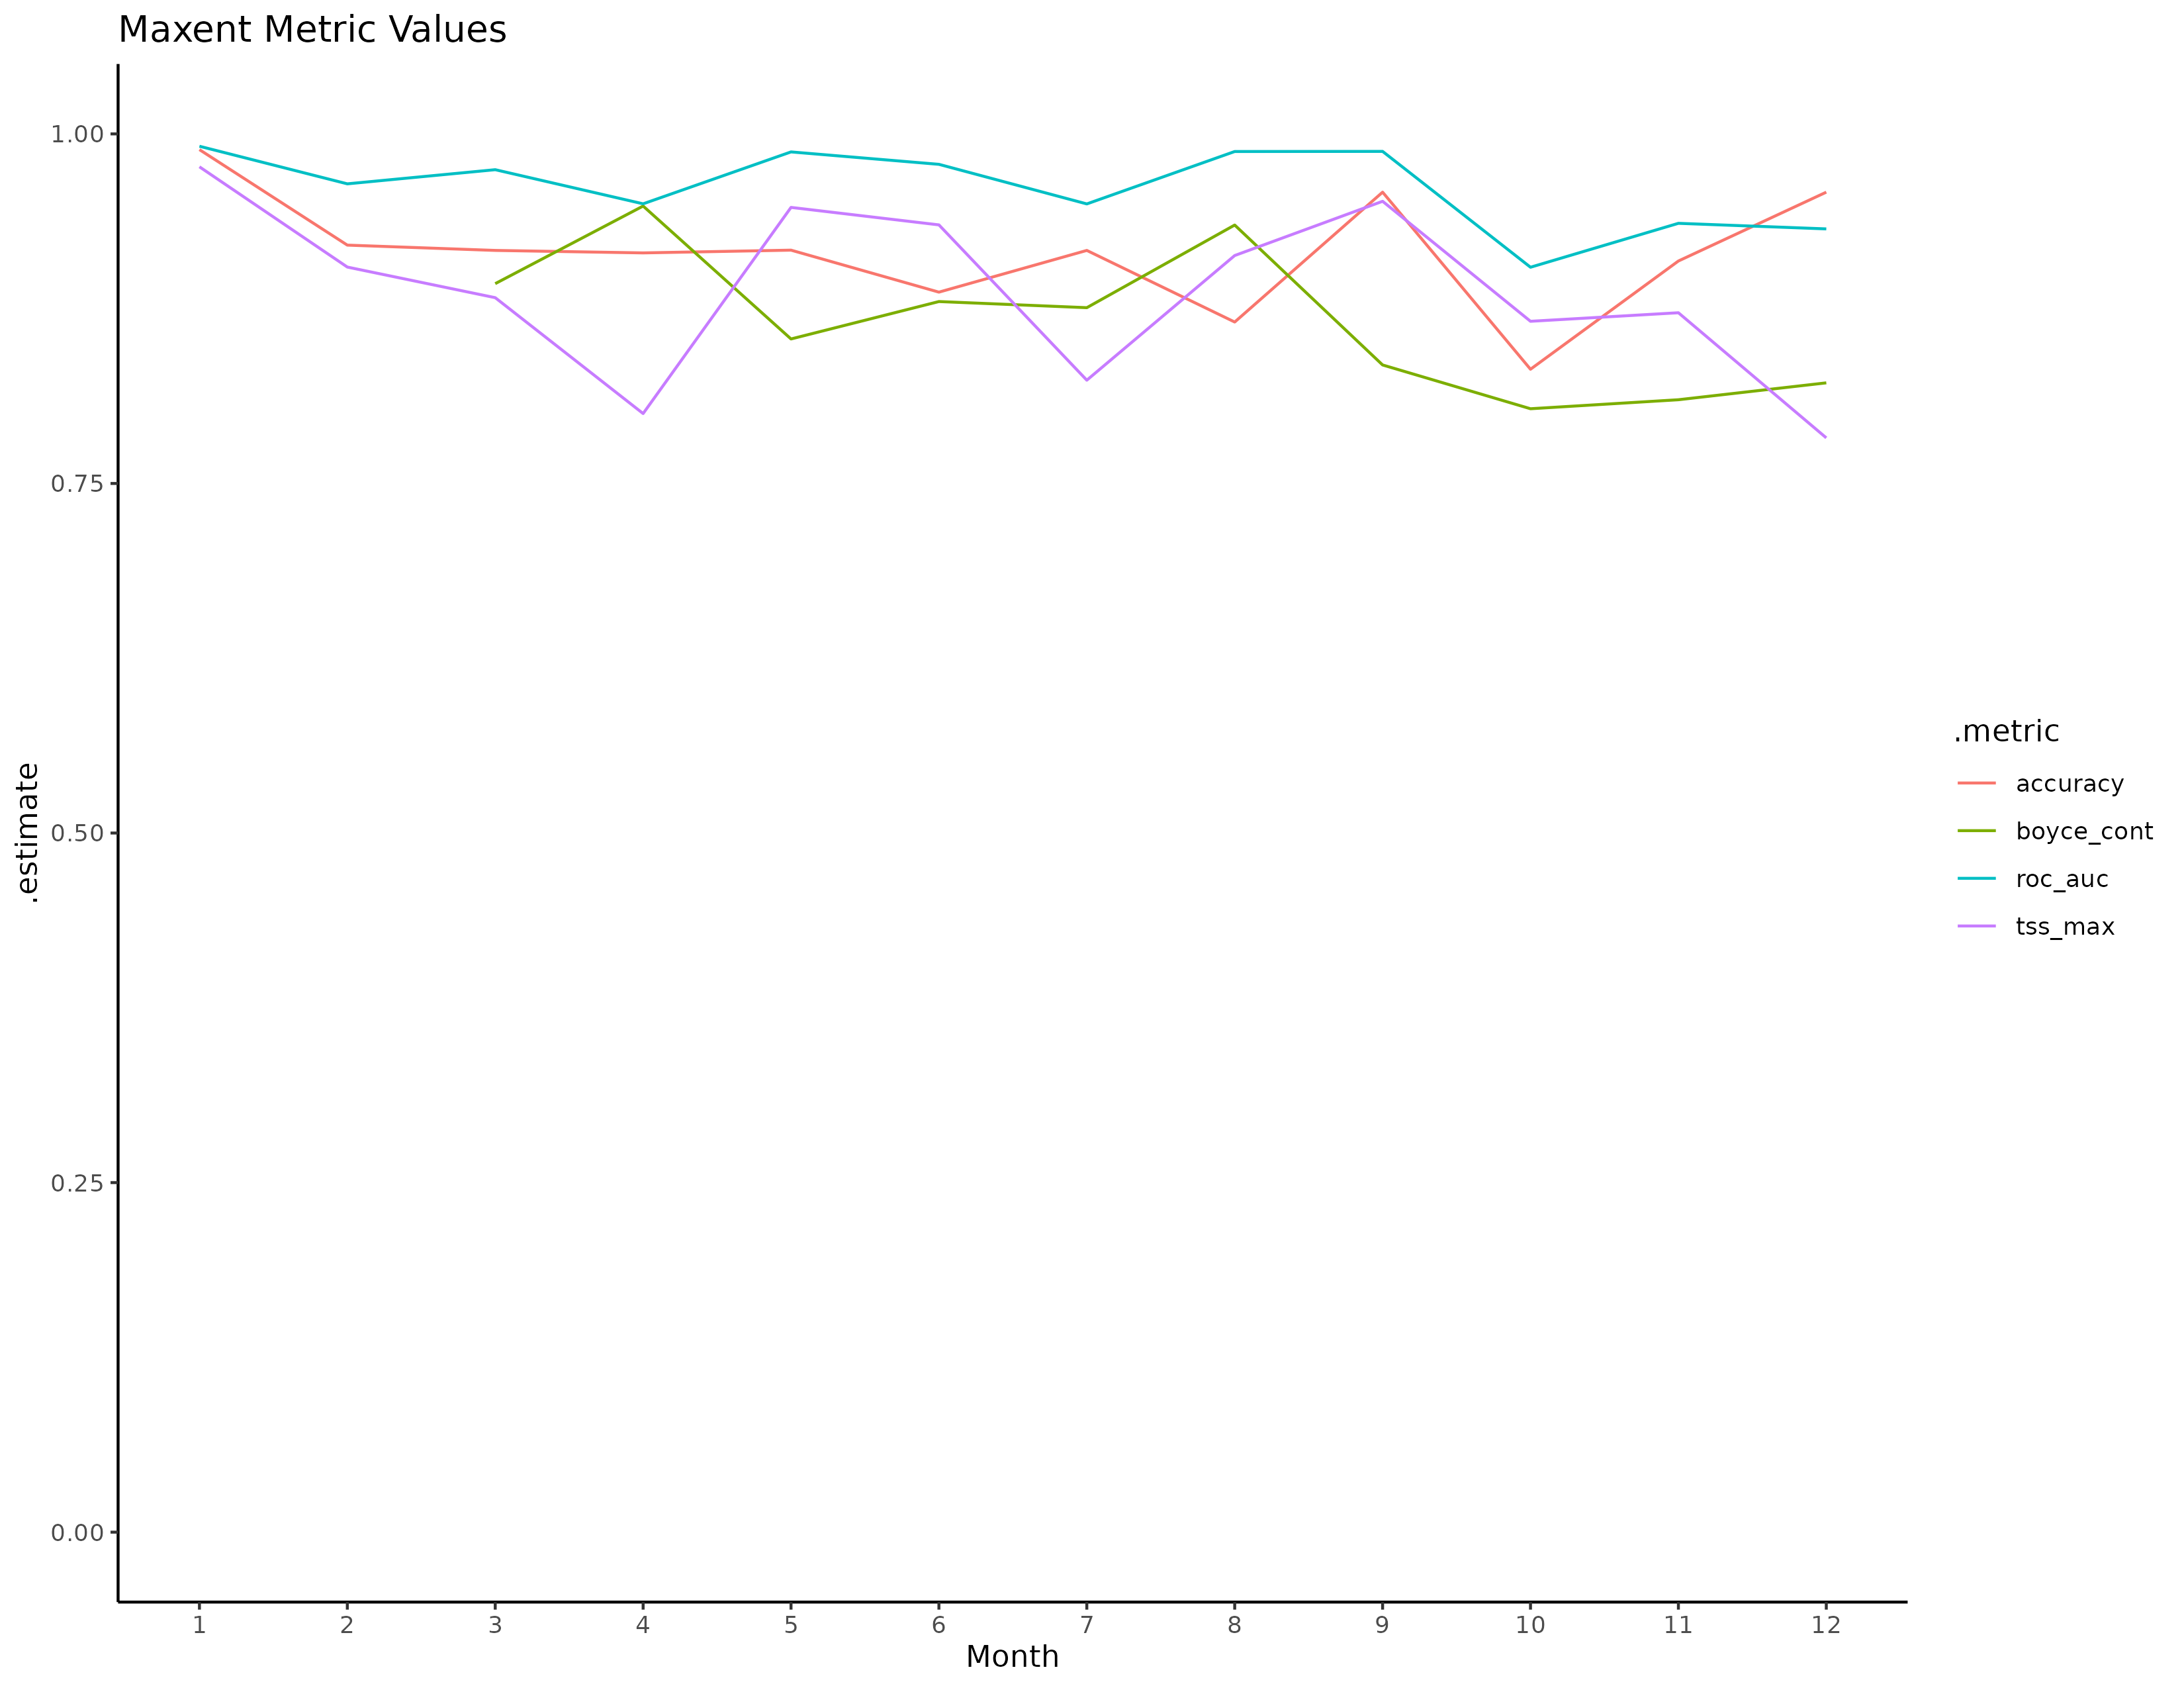 Maxent Metric Values
1.00
0.75
0.50
0.25
0.00
.estimate
1 2 3 4 5 6 7 8 9 10 11 12
Month
.metric
accuracy
boyce_cont
roc_auc
tss_max